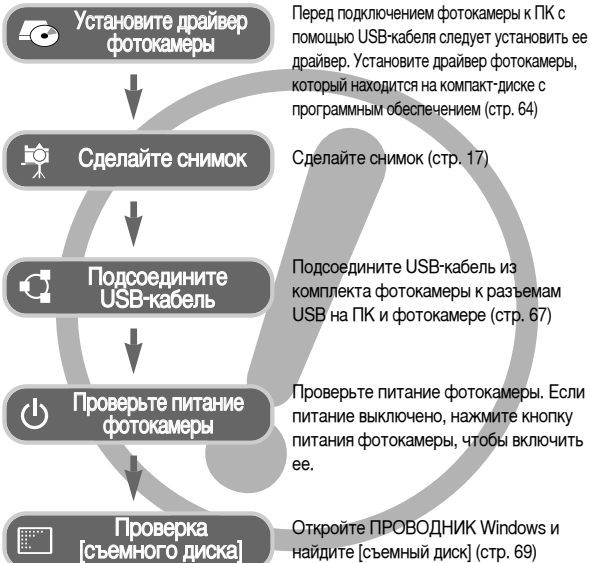 Установите драйвер
фотокамеры
Перед подключением фотокамеры к ПК с
помощью USB-кабеля следует установить ее
драйвер. Установите драйвер фотокамеры,
который находится на компакт-диске с
программным обеспечением (стр. 64)
Сделайте снимок
Сделайте снимок (стр. 17)
Подсоедините
USB-кабель
Подсоедините USB-кабель из
комплекта фотокамеры к разъемам
USB на ПК и фотокамере (стр. 67)
Проверьте питание
фотокамеры
Проверьте питание фотокамеры. Если
питание выключено, нажмите кнопку
питания фотокамеры, чтобы включить
ее.
Проверка
[съемного диска]
Откройте ПРОВОДНИК Windows и
найдите [съемный диск] (стр. 69)